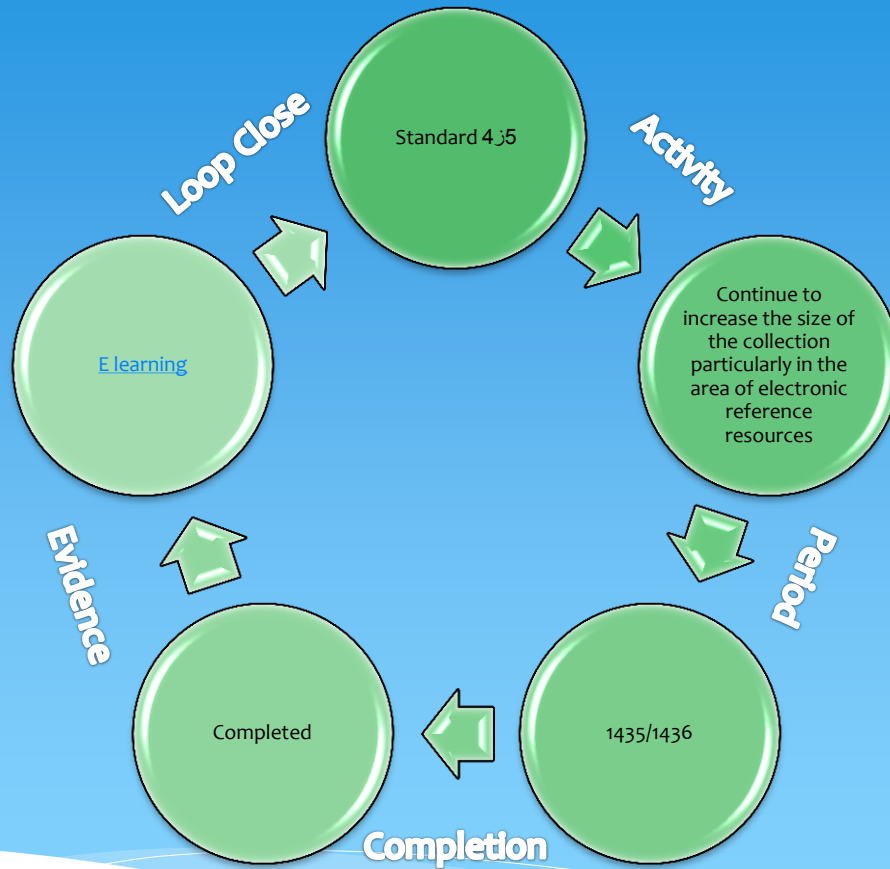 Standard 4ز5
Activity
Continue to
increase the size of
the collection
particularly in the
area of electronic
reference
resources
Period
1435/1436
Completion
Completed
Evidence
E learning
Loop Close